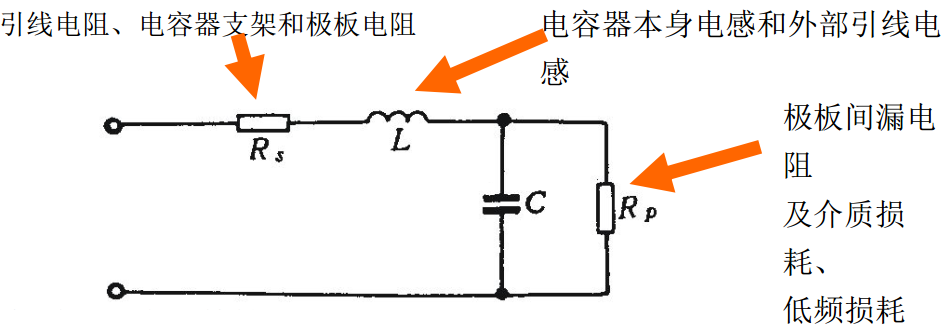 引线电阻、电容器支架和极板电阻
电容器本身电感和外部引线电
感
极板间漏电
阻
及介质损
耗、
低频损耗
Rs
L
C
Rp